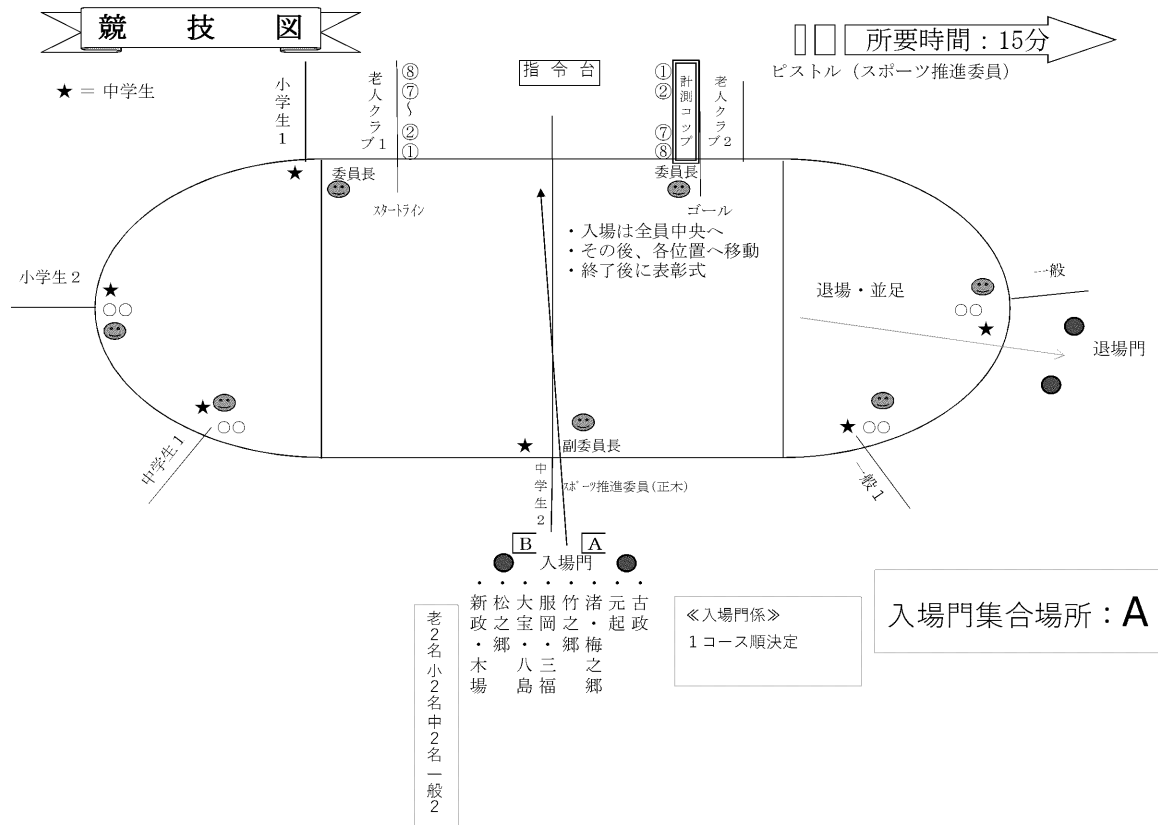 競技図
所要時間：15分
ピストル（スポーツ推進委員）
★ ＝ 中学生
小学生1
老人クラブ1
⑧⑦～②①
指令台
①②⑦⑧
計測コップ
老人クラブ2
委員長
スタートライン
委員長
ゴール
・入場は全員中央へ
・その後、各位置へ移動
・終了後に表彰式
小学生２
退場・並足
一般
退場門
中学生1
副委員長
中学生2
ｽﾎﾟｰﾂ推進委員(正木)
一般1
B
A
入場門
・古政
・元起
・渚・梅之郷
・竹之郷
・服岡・三福
・大宝・八島
・松之郷
・新政・木場
老２名 小２名 中２名 一般２
≪入場門係≫
１コース順決定
入場門集合場所：A